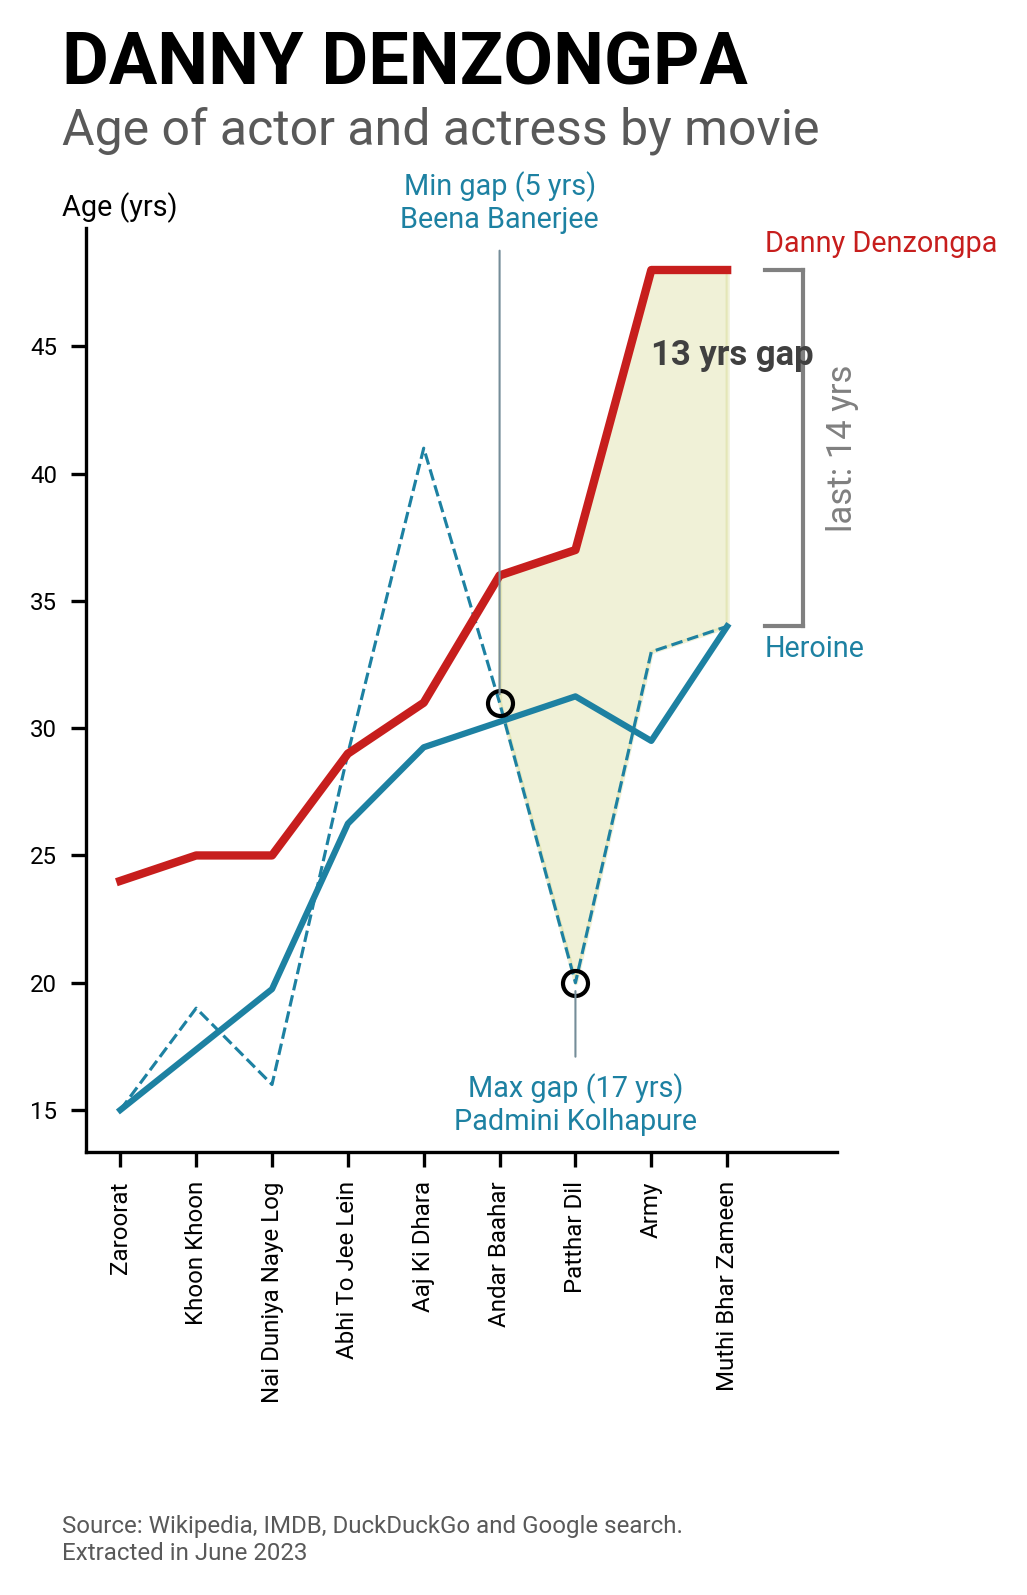 DANNY DENZONGPA
Age of actor and actress by movie
Min gap (5 yrs)
Beena Banerjee
Age (yrs)
Danny Denzongpa
45
13 yrs gap
last: 14 yrs
40
35
Heroine
30
25
20
Max gap (17 yrs)
Padmini Kolhapure
15
Zaroorat
Khoon Khoon
Nai Duniya Naye Log
Abhi To Jee Lein
Aaj Ki Dhara
Andar Baahar
Patthar Dil
Army
Muthi Bhar Zameen
Source: Wikipedia, IMDB, DuckDuckGo and Google search.
Extracted in June 2023